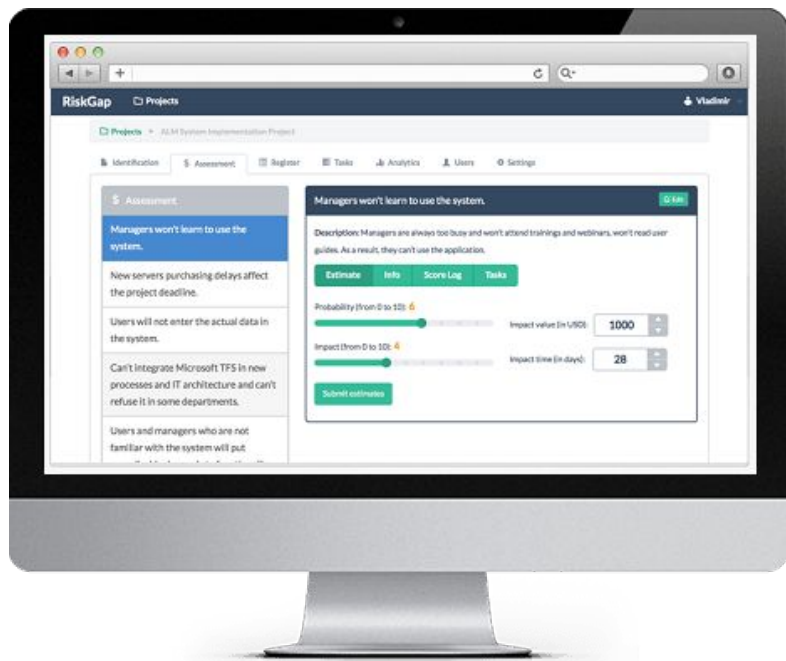 RiskGap Projects Vladimir
Projects ALM System Implementation Project
Identification $ Assessment Register Tasks Analytics Users Settings
$ Assessment
Managers won't learn to use the
system.
New servers purchasing delays affect
the project deadline.
Users will not enter the actual data in
the system.
Can't integrate Microsoft TFS in new
processes and IT architecture and can't
refuse it in some departments.
Users and managers who are not
familiar with the system will put
Managers won't learn to use the system.
Edit
Description: Managers are always too busy and won't attend trainings and webinars, won't read user
guides. As a result, they can't use the application.
Estimate Info Score Log Tasks
Probability (from 0 to 10): 6
Impact value (in USD): 1000
Impact (from 0 to 10): 4
Impact time (in days): 28
Submit estimates